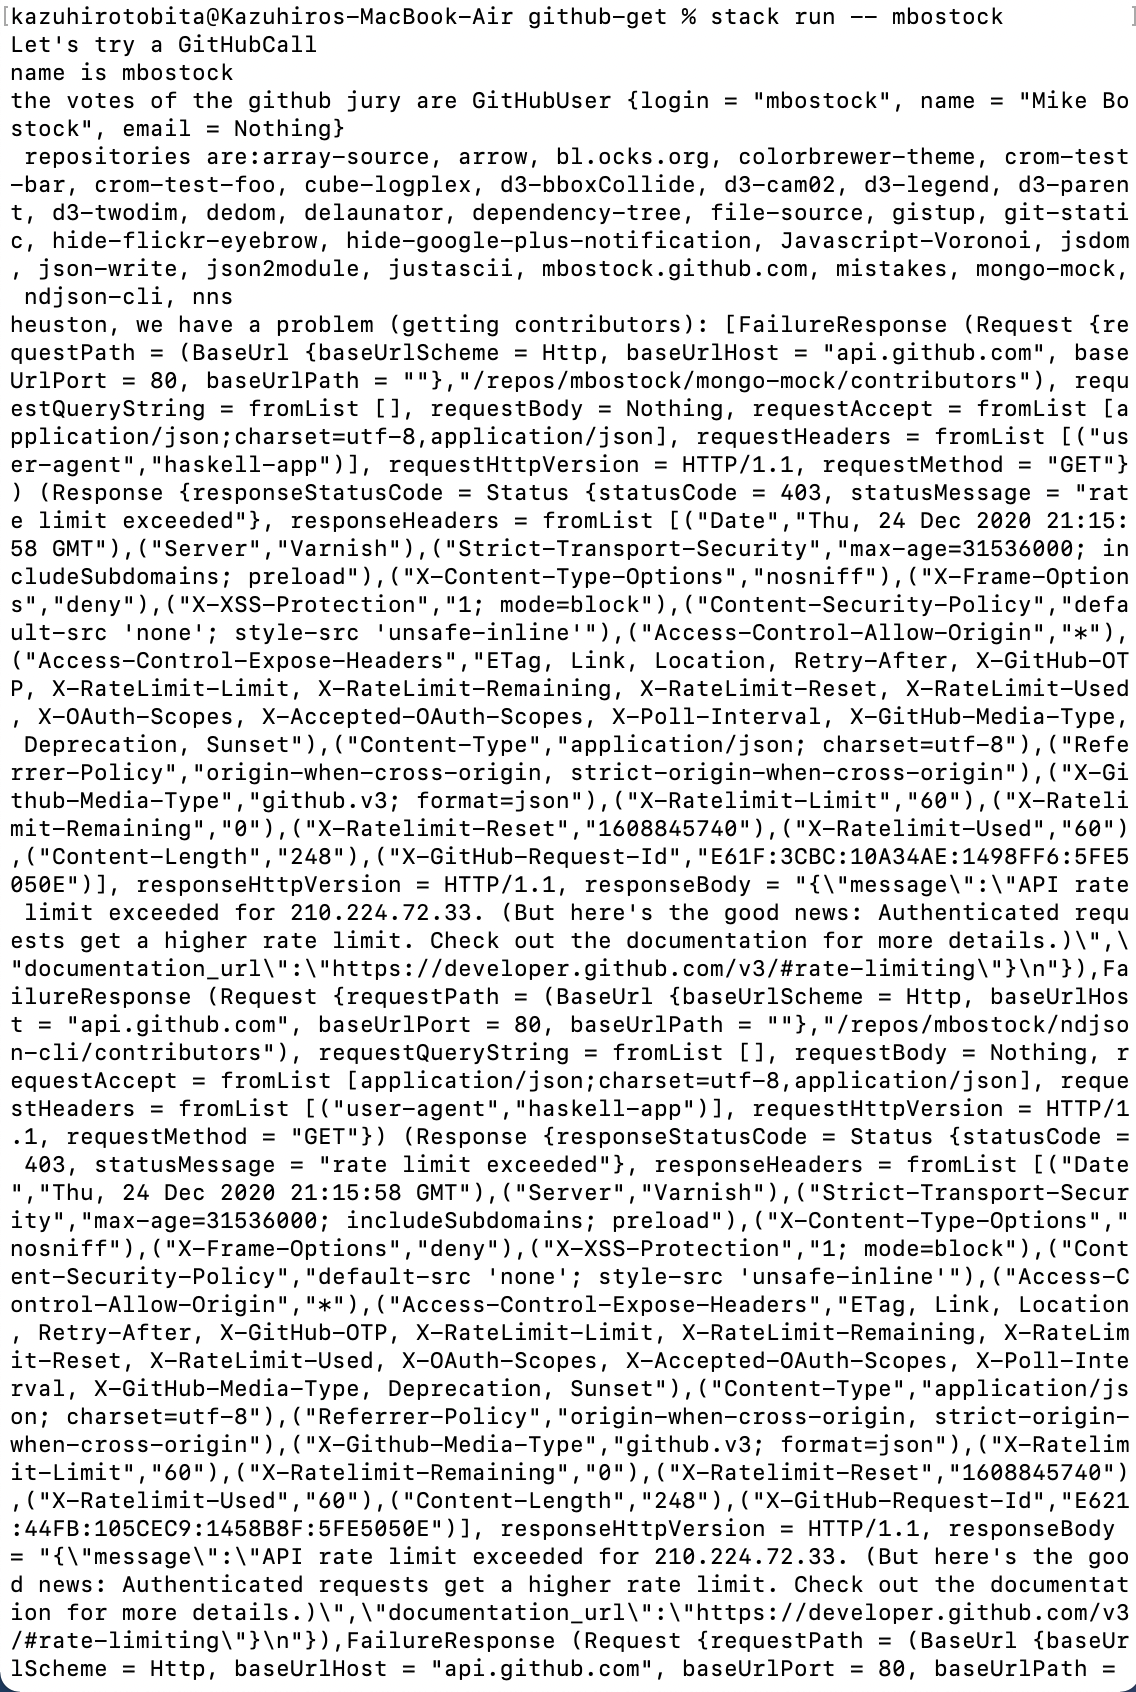 [kazuhirotobita@Kazuhiros-MacBook-Air github-get % stack run -- mbostock         ]
Let's try a GitHubCall
name is mbostock
the votes of the github jury are GitHubUser {login = "mbostock", name = "Mike Bo
stock", email = Nothing}
 repositories are:array-source, arrow, bl.ocks.org, colorbrewer-theme, crom-test
-bar, crom-test-foo, cube-logplex, d3-bboxCollide, d3-cam02, d3-legend, d3-paren
t, d3-twodim, dedom, delaunator, dependency-tree, file-source, gistup, git-stati
c, hide-flickr-eyebrow, hide-google-plus-notification, Javascript-Voronoi, jsdom
, json-write, json2module, justascii, mbostock.github.com, mistakes, mongo-mock,
 ndjson-cli, nns
heuston, we have a problem (getting contributors): [FailureResponse (Request {re
questPath = (BaseUrl {baseUrlScheme = Http, baseUrlHost = "api.github.com", base
UrlPort = 80, baseUrlPath = ""},"/repos/mbostock/mongo-mock/contributors"), requ
estQueryString = fromList [], requestBody = Nothing, requestAccept = fromList [a
pplication/json;charset=utf-8,application/json], requestHeaders = fromList [("us
er-agent","haskell-app")], requestHttpVersion = HTTP/1.1, requestMethod = "GET"}
) (Response {responseStatusCode = Status {statusCode = 403, statusMessage = "rat
e limit exceeded"}, responseHeaders = fromList [("Date","Thu, 24 Dec 2020 21:15:
58 GMT"),("Server","Varnish"),("Strict-Transport-Security","max-age=31536000; in
cludeSubdomains; preload"),("X-Content-Type-Options","nosniff"),("X-Frame-Option
s","deny"),("X-XSS-Protection","1; mode=block"),("Content-Security-Policy","defa
ult-src 'none'; style-src 'unsafe-inline'"),("Access-Control-Allow-Origin","*"),
("Access-Control-Expose-Headers","ETag, Link, Location, Retry-After, X-GitHub-OT
P, X-RateLimit-Limit, X-RateLimit-Remaining, X-RateLimit-Reset, X-RateLimit-Used
, X-OAuth-Scopes, X-Accepted-OAuth-Scopes, X-Poll-Interval, X-GitHub-Media-Type,
 Deprecation, Sunset"),("Content-Type","application/json; charset=utf-8"),("Refe
rrer-Policy","origin-when-cross-origin, strict-origin-when-cross-origin"),("X-Gi
thub-Media-Type","github.v3; format=json"),("X-Ratelimit-Limit","60"),("X-Rateli
mit-Remaining","0"),("X-Ratelimit-Reset","1608845740"),("X-Ratelimit-Used","60")
,("Content-Length","248"),("X-GitHub-Request-Id","E61F:3CBC:10A34AE:1498FF6:5FE5
050E")], responseHttpVersion = HTTP/1.1, responseBody = "{\"message\":\"API rate
 limit exceeded for 210.224.72.33. (But here's the good news: Authenticated requ
ests get a higher rate limit. Check out the documentation for more details.)\",\
"documentation_url\":\"https://developer.github.com/v3/#rate-limiting\"}\n"}),Fa
ilureResponse (Request {requestPath = (BaseUrl {baseUrlScheme = Http, baseUrlHos
t = "api.github.com", baseUrlPort = 80, baseUrlPath = ""},"/repos/mbostock/ndjso
n-cli/contributors"), requestQueryString = fromList [], requestBody = Nothing, r
equestAccept = fromList [application/json;charset=utf-8,application/json], reque
stHeaders = fromList [("user-agent","haskell-app")], requestHttpVersion = HTTP/1
.1, requestMethod = "GET"}) (Response {responseStatusCode = Status {statusCode =
 403, statusMessage = "rate limit exceeded"}, responseHeaders = fromList [("Date
","Thu, 24 Dec 2020 21:15:58 GMT"),("Server","Varnish"),("Strict-Transport-Secur
ity","max-age=31536000; includeSubdomains; preload"),("X-Content-Type-Options","
nosniff"),("X-Frame-Options","deny"),("X-XSS-Protection","1; mode=block"),("Cont
ent-Security-Policy","default-src 'none'; style-src 'unsafe-inline'"),("Access-C
ontrol-Allow-Origin","*"),("Access-Control-Expose-Headers","ETag, Link, Location
, Retry-After, X-GitHub-OTP, X-RateLimit-Limit, X-RateLimit-Remaining, X-RateLim
it-Reset, X-RateLimit-Used, X-OAuth-Scopes, X-Accepted-OAuth-Scopes, X-Poll-Inte
rval, X-GitHub-Media-Type, Deprecation, Sunset"),("Content-Type","application/js
on; charset=utf-8"),("Referrer-Policy","origin-when-cross-origin, strict-origin-
when-cross-origin"),("X-Github-Media-Type","github.v3; format=json"),("X-Ratelim
it-Limit","60"),("X-Ratelimit-Remaining","0"),("X-Ratelimit-Reset","1608845740")
,("X-Ratelimit-Used","60"),("Content-Length","248"),("X-GitHub-Request-Id","E621
:44FB:105CEC9:1458B8F:5FE5050E")], responseHttpVersion = HTTP/1.1, responseBody 
= "{\"message\":\"API rate limit exceeded for 210.224.72.33. (But here's the goo
d news: Authenticated requests get a higher rate limit. Check out the documentat
ion for more details.)\",\"documentation_url\":\"https://developer.github.com/v3
/#rate-limiting\"}\n"}),FailureResponse (Request {requestPath = (BaseUrl {baseUr
lScheme = Http, baseUrlHost = "api.github.com", baseUrlPort = 80, baseUrlPath =